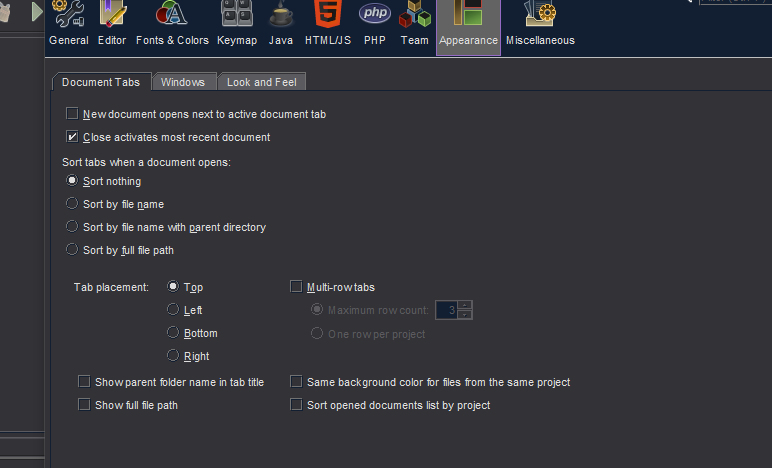 General Editor Fonts & Colors Keymap Java HTML/JS PHP Team Appearance Miscellaneous
php
Document Tabs Windows Look and Feel
New document opens next to active document tab
Close activates most recent document
Sort tabs when a document opens:
Sort nothing
Sort by file name
Sort by file name with parent directory
Sort by full file path
Tab placement: Top Multi-row tabs
Left Maximum row count: 3
Bottom One row per project
Right
Show parent folder name in tab title Same background color for files from the same project
Show full file path Sort opened documents list by project